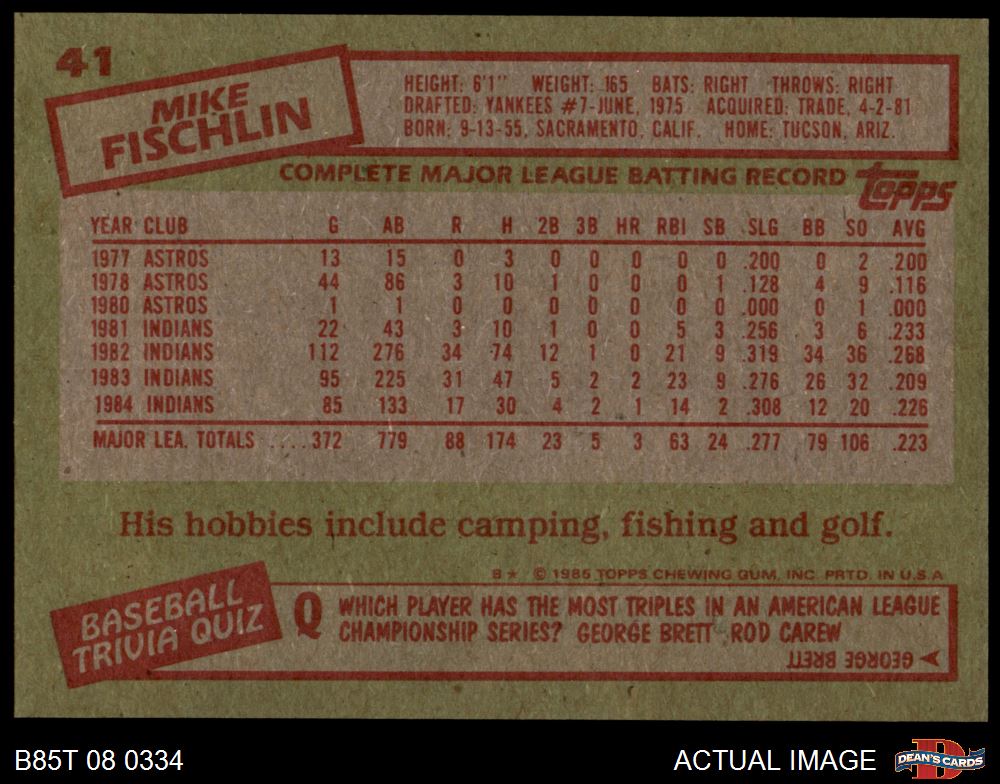 41
MIKE
FISCHLIN
HEIGHT: 6'1" WEIGHT: 165 BATS: RIGHT THROWS: RIGHT
DRAFTED: YANKEES #7-JUNE, 1975 ACQUIRED: TRADE, 4-2-81
BORN: 9-13-55, SACRAMENTO, CALIF. HOME: TUCSON, ARIZ.
COMPLETE MAJOR LEAGUE BATTING RECORD topps
YEAR CLUB G AB R H 2B 3B HR RBI SB SLG BB SO AVG
1977 ASTROS 13 15 0 3 0 0 0 0 0 .200 0 2 .200
1978 ASTROS 44 86 3 10 1 0 0 0 1 .128 4 9 .116
1980 ASTROS 1 1 0 0 0 0 0 0 0 .000 0 1 .000
1981 INDIANS 22 43 3 10 1 0 0 5 3 .256 3 6 .233
1982 INDIANS 112 276 34 74 12 1 0 21 9 .319 34 36 .268
1983 INDIANS 95 225 31 47 5 2 2 23 9 .276 26 32 .209
1984 INDIANS 85 133 17 30 4 2 1 14 2 .308 12 20 .226
MAJOR LEA. TOTALS ....372 779 88 174 23 5 3 63 24 .277 79 106 .223
His hobbies include camping, fishing and golf.
B★ © 1985 TOPPS CHEWING GUM, INC. PRTD. IN U.S.A
BASEBALL
TRIVIA QUIZ
Q WHICH PLAYER HAS THE MOST TRIPLES IN AN AMERICAN LEAGUE
CHAMPIONSHIP SERIES? GEORGE BRETT ROD CAREW
A GEORGE BRETT
B85T 08 0334
ACTUAL IMAGE
DEAN'S CARDS